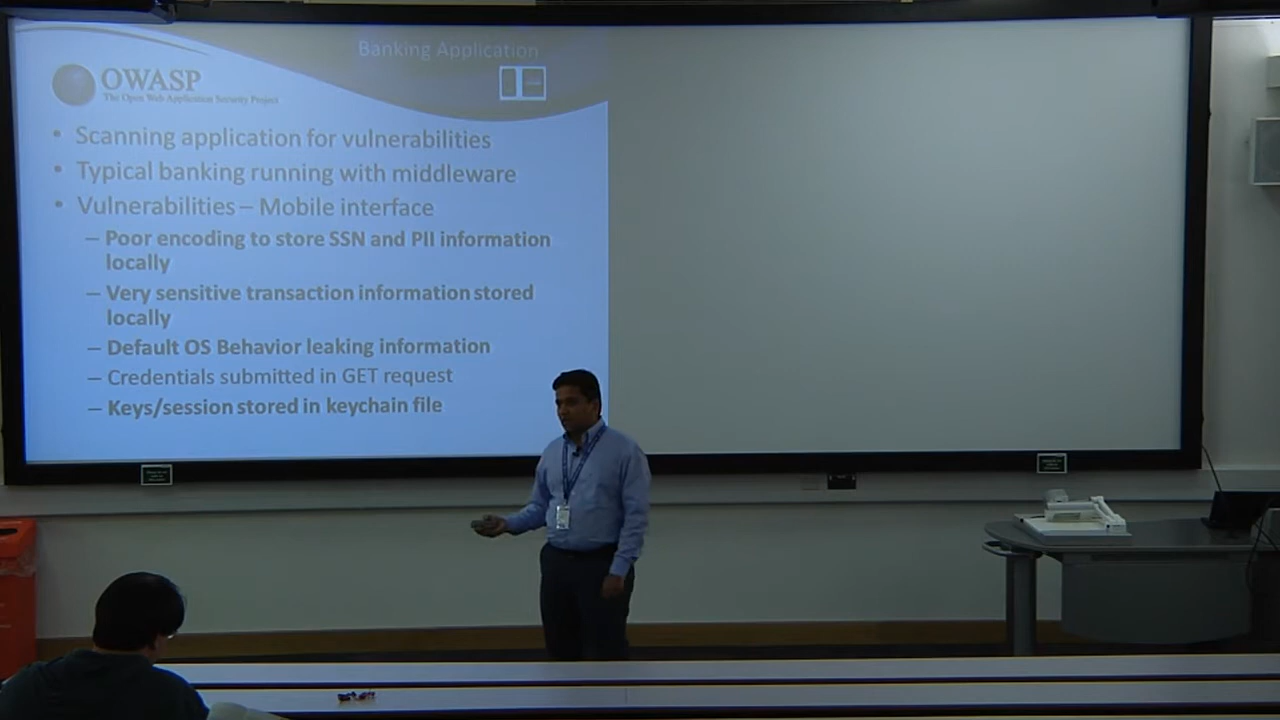 Banking Application
OWASP
The Open Web Application Security Project
• Scanning application for vulnerabilities
• Typical banking running with middleware
• Vulnerabilities – Mobile interface
– Poor encoding to store SSN and PII information
locally
– Very sensitive transaction information stored
locally
– Default OS Behavior leaking information
– Credentials submitted in GET request
– Keys/session stored in keychain file